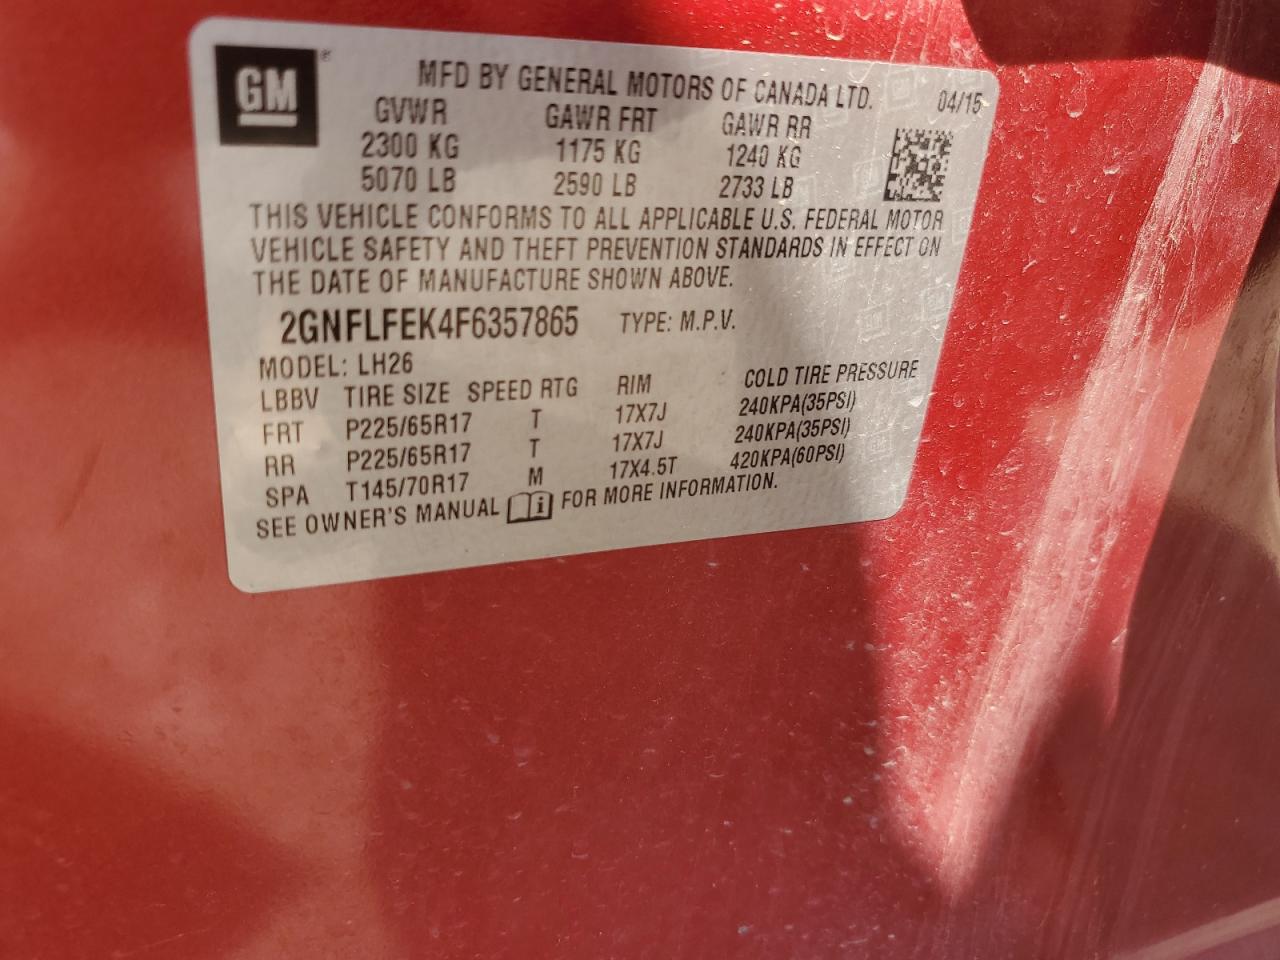 GM
MFD BY GENERAL MOTORS OF CANADA LTD. 04/15
GVWR GAWR FRT GAWR RR
2300 KG 1175 KG 1240 KG
5070 LB 2590 LB 2733 LB
THIS VEHICLE CONFORMS TO ALL APPLICABLE U.S. FEDERAL MOTOR
VEHICLE SAFETY AND THEFT PREVENTION STANDARDS IN EFFECT ON
THE DATE OF MANUFACTURE SHOWN ABOVE.
2GNFLFEK4F6357865 TYPE: M.P.V.
MODEL: LH26
LBBV TIRE SIZE SPEED RTG RIM COLD TIRE PRESSURE
FRT P225/65R17 T 17X7J 240KPA(35PSI)
RR P225/65R17 T 17X7J 240KPA(35PSI)
SPA T145/70R17 M 17X4.5T 420KPA(60PSI)
SEE OWNER'S MANUAL FOR MORE INFORMATION.